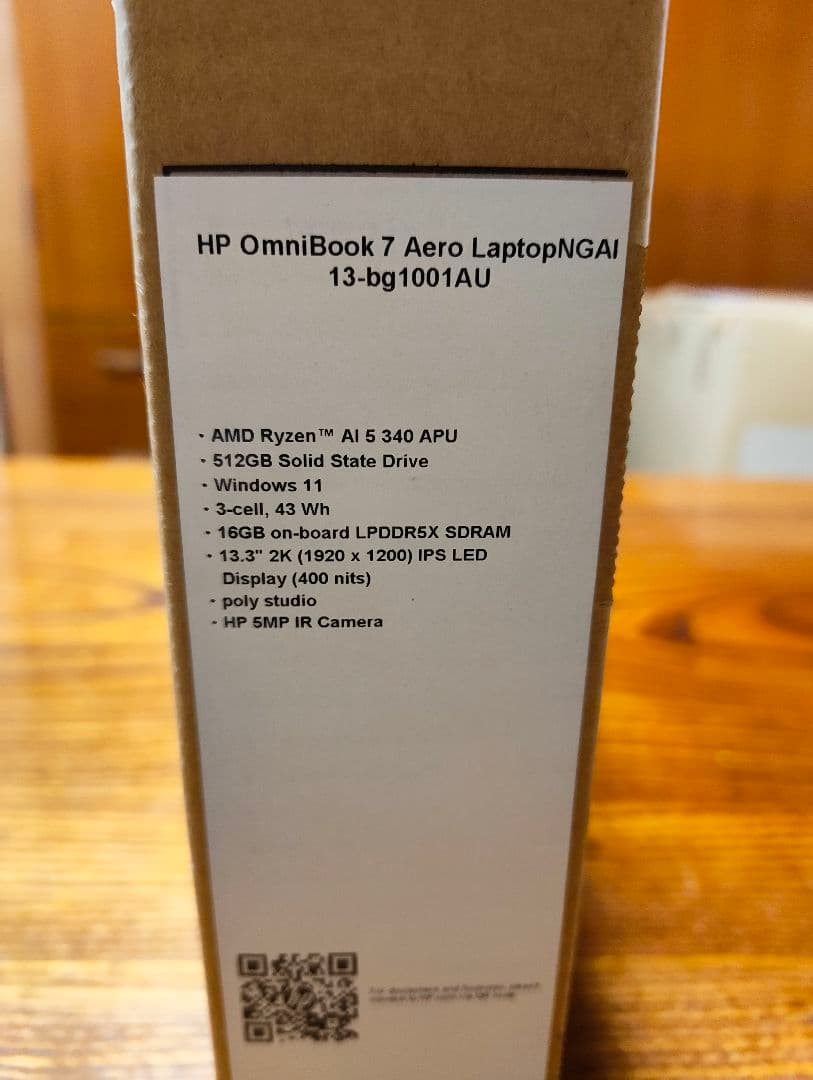 HP OmniBook 7 Aero LaptopNGAI
13-bg1001AU
· AMD Ryzen™ AI 5 340 APU
· 512GB Solid State Drive
· Windows 11
· 3-cell, 43 Wh
· 16GB on-board LPDDR5X SDRAM
· 13.3" 2K (1920 x 1200) IPS LED
Display (400 nits)
· poly studio
· HP 5MP IR Camera